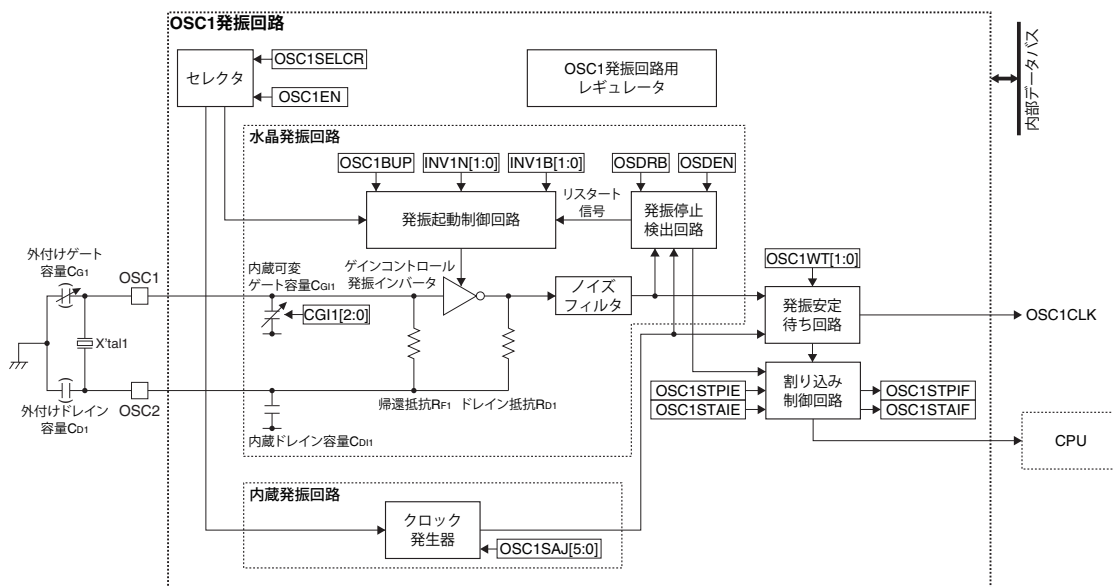 OSC1発振回路
セレクタ
OSC1SELCR
OSC1EN
OSC1発振回路用
レギュレータ
内部データバス
水晶発振回路
OSC1BUP
INV1N[1:0]
INV1B[1:0]
OSDRB
OSDEN
発振起動制御回路
リスタート
信号
発振停止
検出回路
外付けゲート
容量CG1
OSC1
内蔵可変
ゲート容量CGI1
ゲインコントロール
発振インバータ
CGI1[2:0]
ノイズ
フィルタ
OSC1WT[1:0]
発振安定
待ち回路
OSC1CLK
X'tal1
外付けドレイン
容量CD1
OSC2
帰還抵抗RF1
ドレイン抵抗RD1
内蔵ドレイン容量CDI1
OSC1STPIE
OSC1STAIE
割り込み
制御回路
OSC1STPIF
OSC1STAIF
CPU
内蔵発振回路
クロック
発生器
OSC1SAJ[5:0]